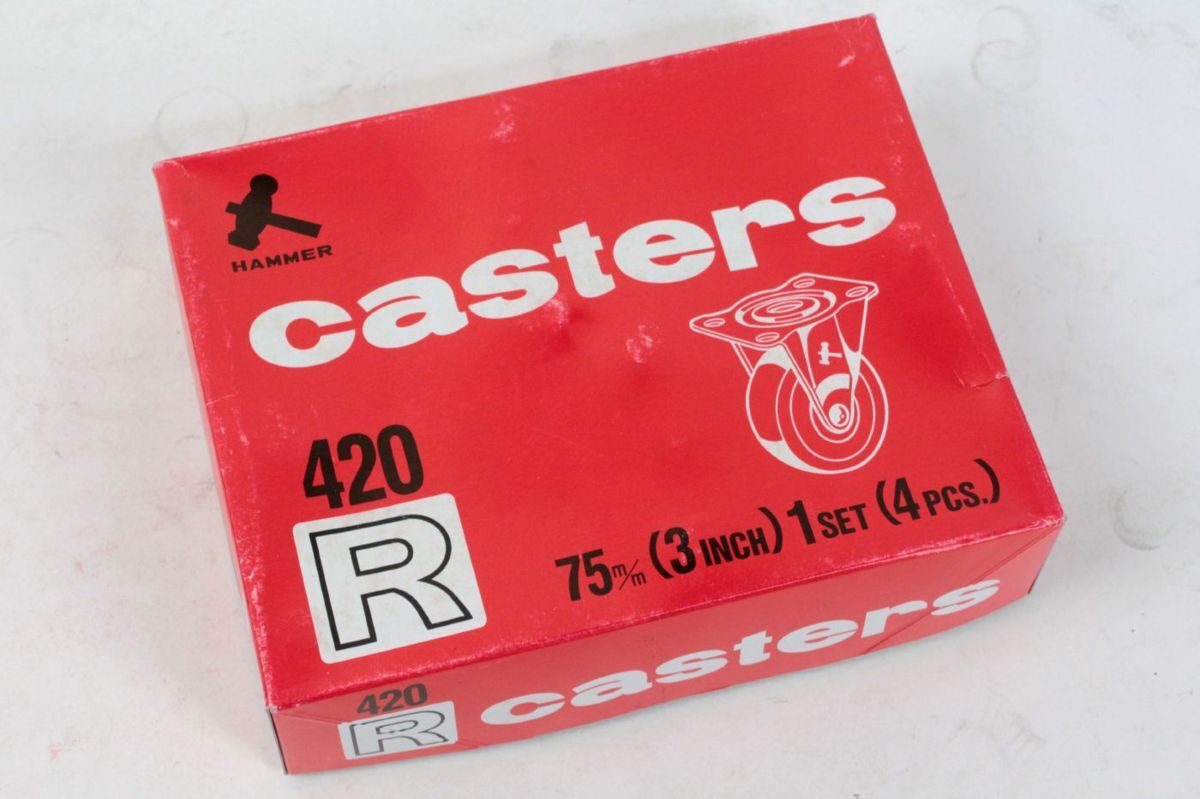 HAMMER
casters
420
R
75m/m (3 INCH) 1 SET (4 PCS.)
420
R
casters